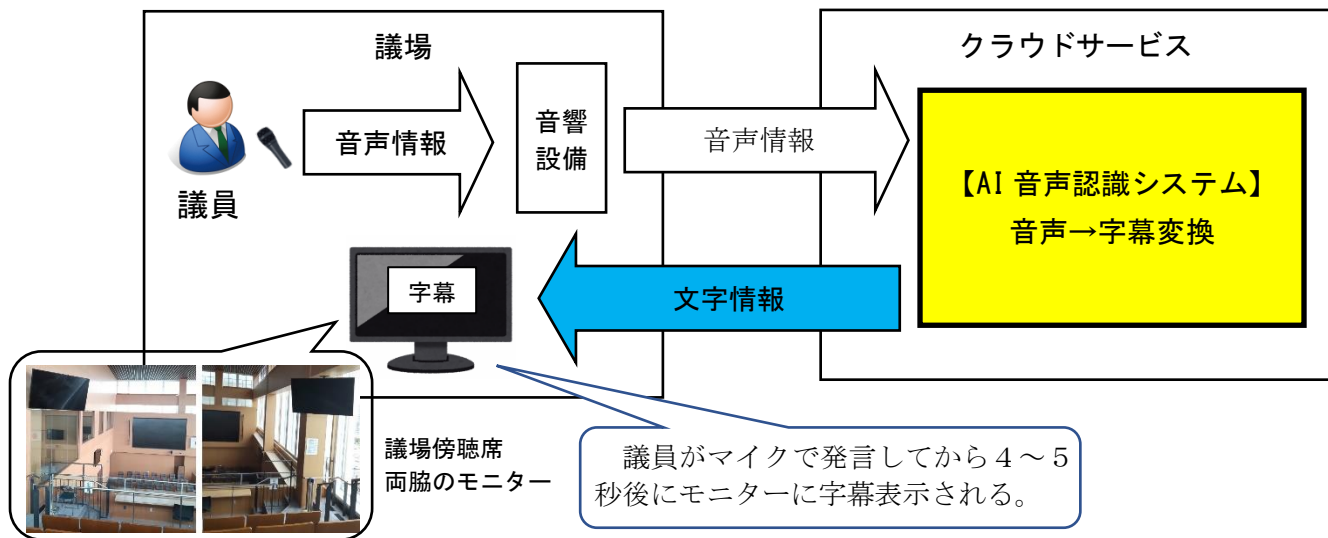 議場
クラウドサービス
議員
音声情報
音響
設備
音声情報
【AI 音声認識システム】
音声→字幕変換
文字情報
字幕
議場傍聴席
両脇のモニター
議員がマイクで発言してから４～５
秒後にモニターに字幕表示される。